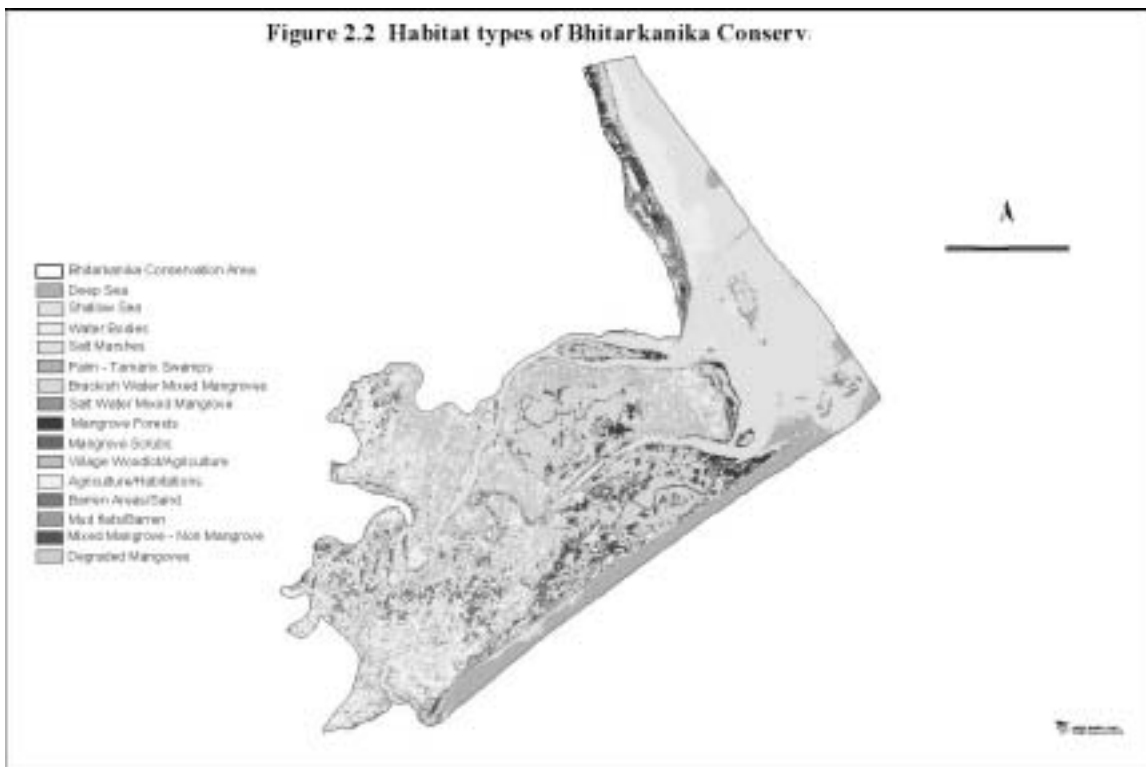 Figure 2.2 Habitat types of Bhitarkanika Conserv
Bhitarkanika Conservation Area
Deep Sea
Shallow Sea
Water Bodies
Salt Marshes
Palm - Tamarix Swamps
Brackish Water Mixed Mangroves
Salt Water Mixed Mangrove
Mangrove Forests
Mangrove Scrubs
Village Woodlot/Agriculture
Agriculture/Habitations
Barren Areas/Sand
Mud flats/Barren
Mixed Mangrove - Non Mangrove
Degraded Mangoves